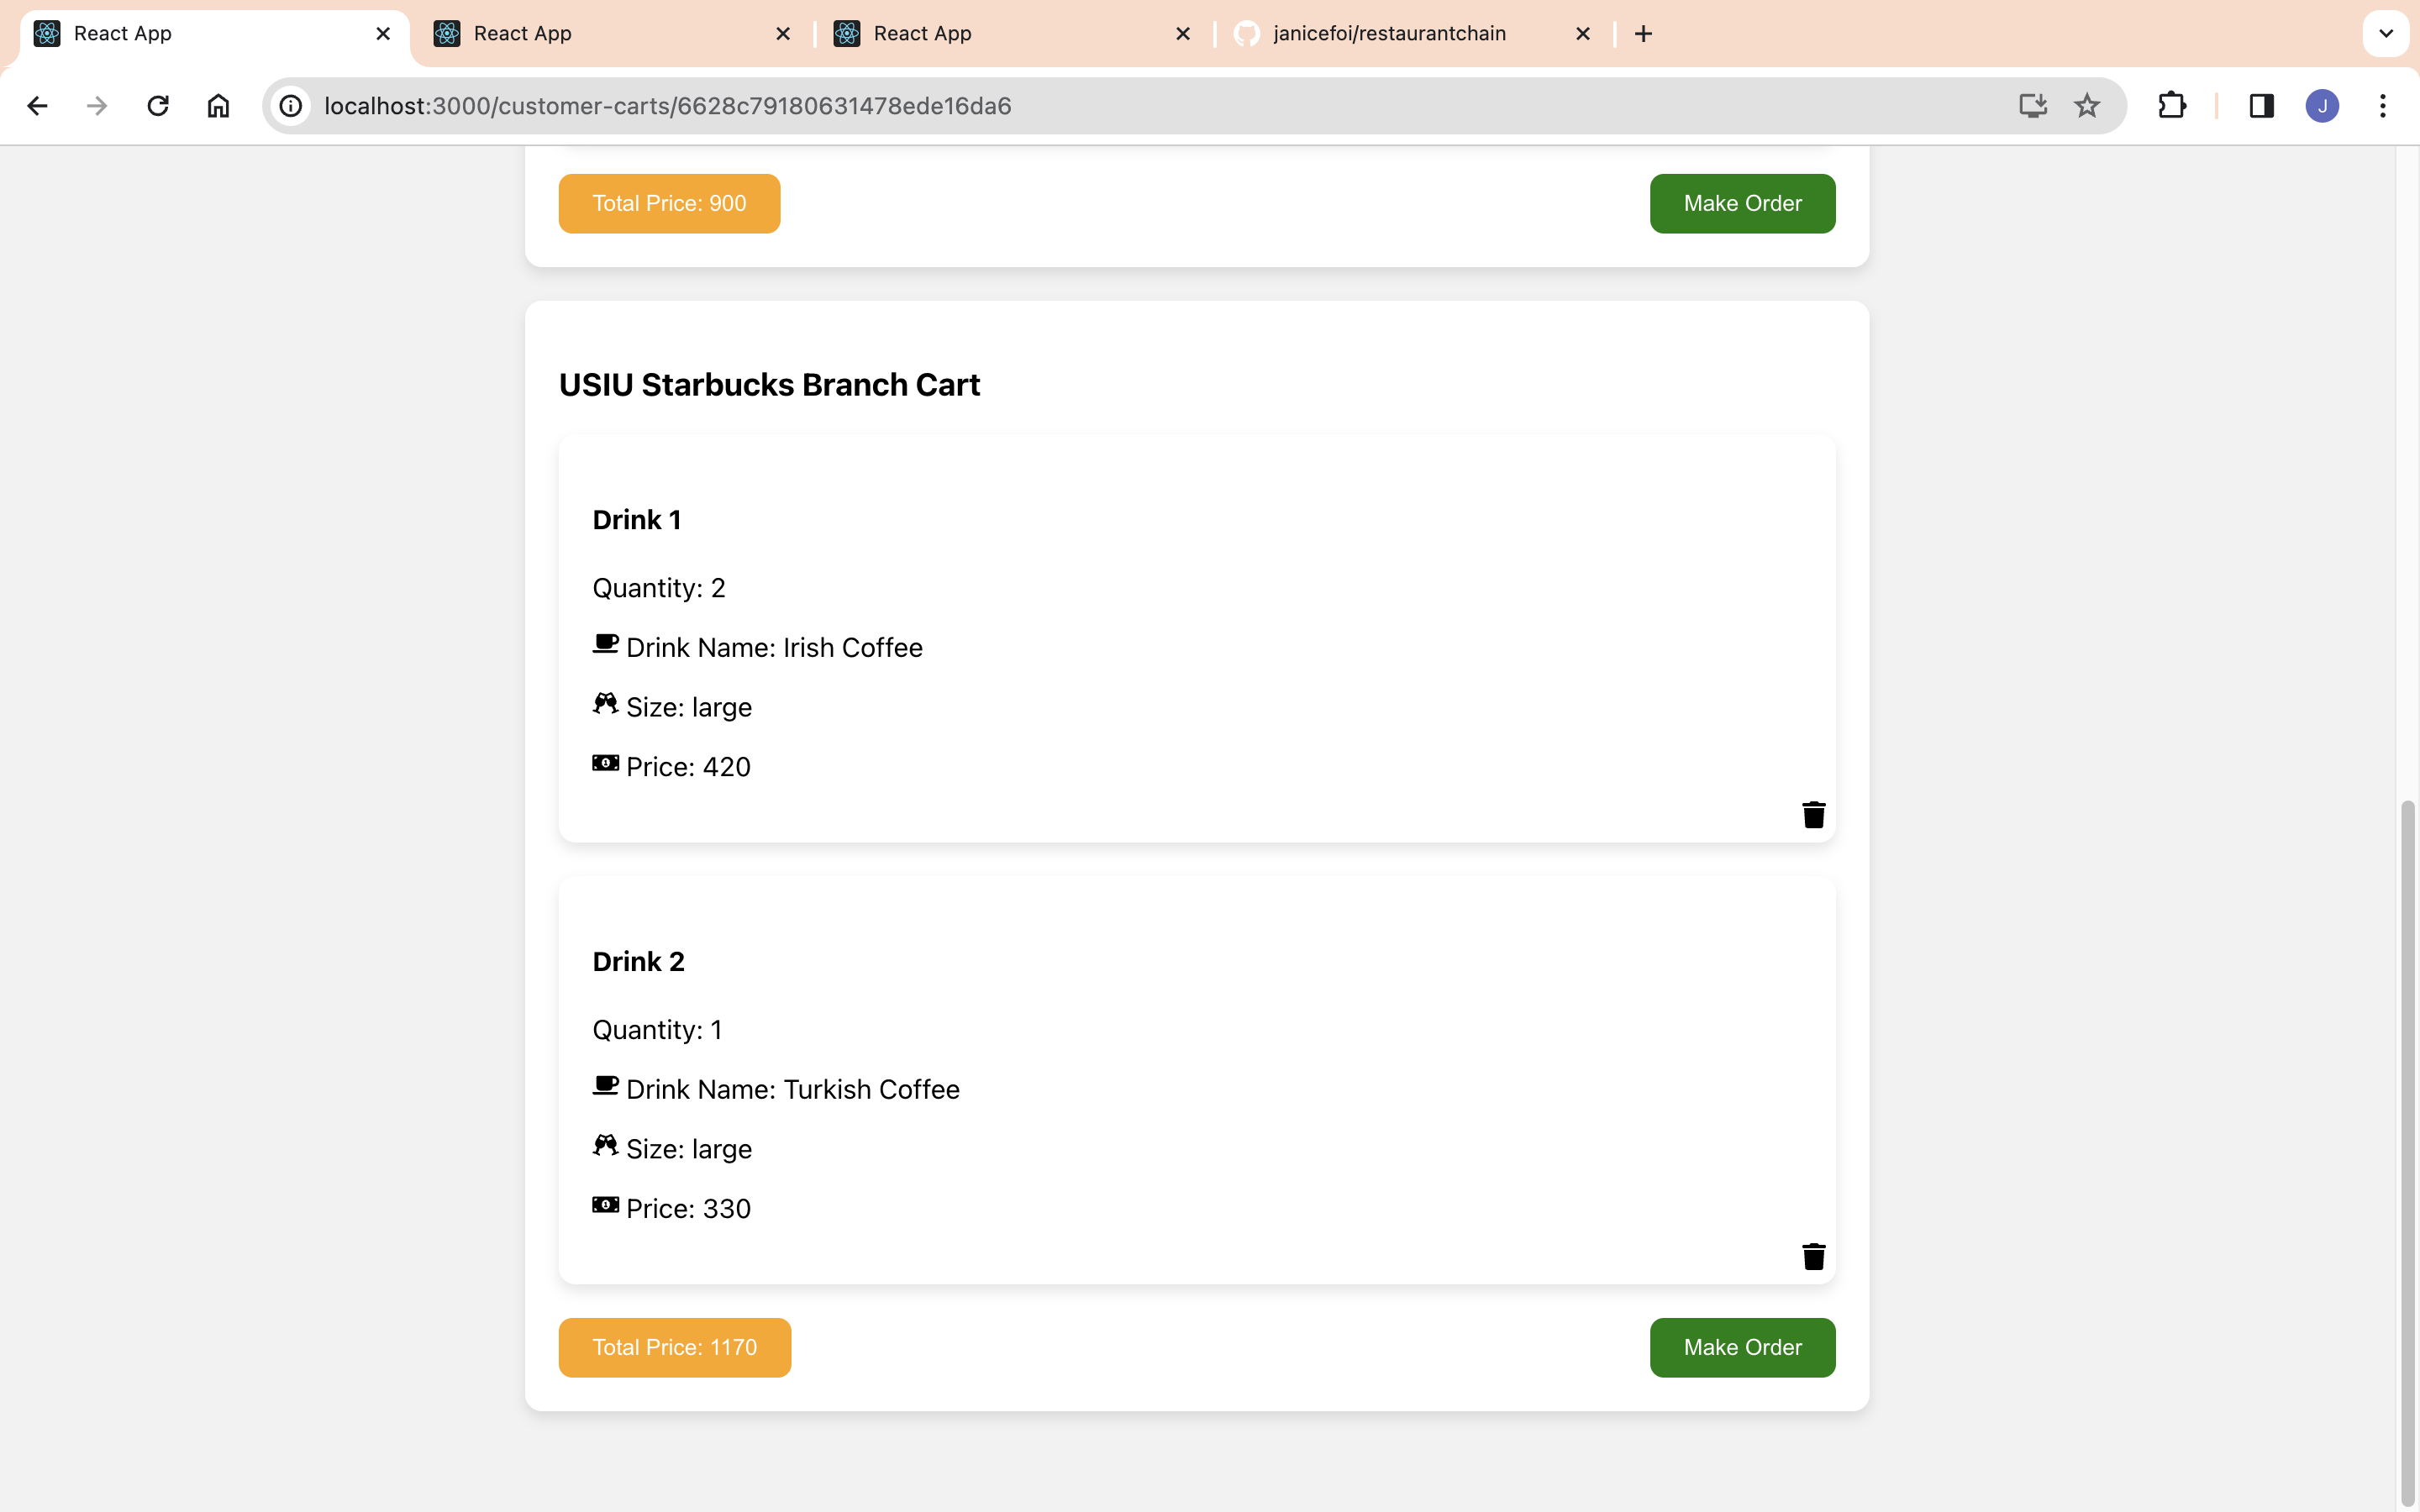 React App
React App
React App
janicefoi/restaurantchain
localhost:3000/customer-carts/6628c79180631478ede16da6
J
Total Price: 900
Make Order
USIU Starbucks Branch Cart
Drink 1
Quantity: 2
Drink Name: Irish Coffee
Size: large
Price: 420
Drink 2
Quantity: 1
Drink Name: Turkish Coffee
Size: large
Price: 330
Total Price: 1170
Make Order